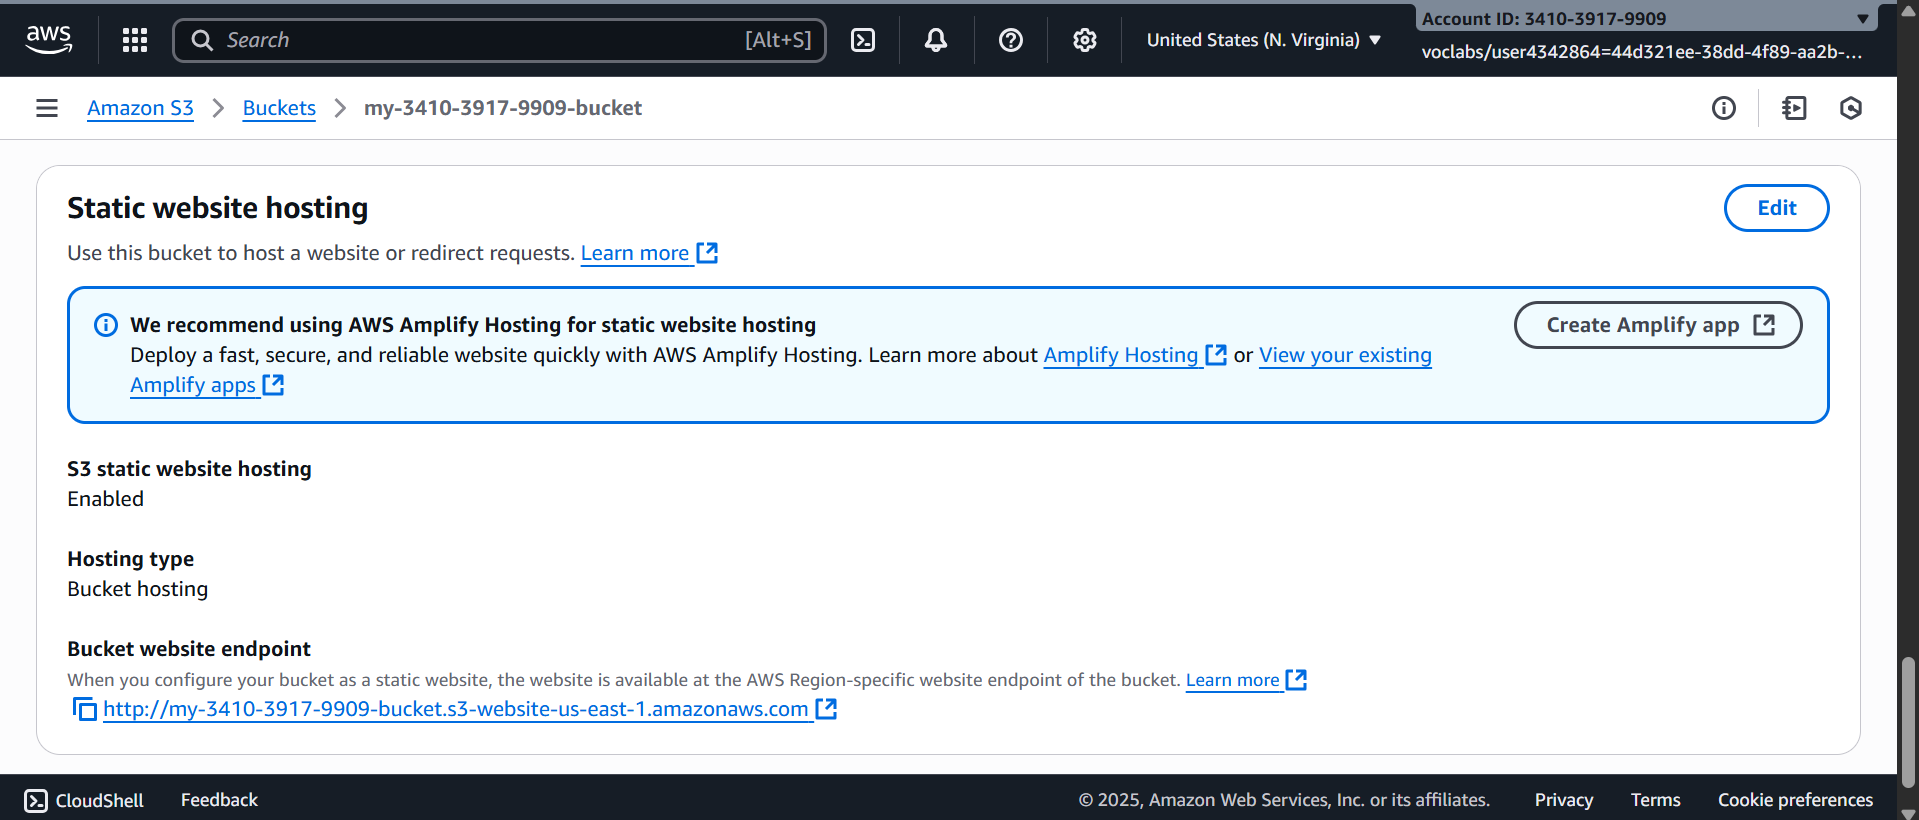 aws
Search [Alt+S]
United States (N. Virginia)
Account ID: 3410-3917-9909
voclabs/user4342864=44d321ee-38dd-4f89-aa2b-...
Amazon S3
Buckets
my-3410-3917-9909-bucket
Static website hosting
Edit
Use this bucket to host a website or redirect requests. Learn more
We recommend using AWS Amplify Hosting for static website hosting
Create Amplify app
Deploy a fast, secure, and reliable website quickly with AWS Amplify Hosting. Learn more about Amplify Hosting or View your existing
Amplify apps
S3 static website hosting
Enabled
Hosting type
Bucket hosting
Bucket website endpoint
When you configure your bucket as a static website, the website is available at the AWS Region-specific website endpoint of the bucket. Learn more
http://my-3410-3917-9909-bucket.s3-website-us-east-1.amazonaws.com
CloudShell
Feedback
© 2025, Amazon Web Services, Inc. or its affiliates.
Privacy
Terms
Cookie preferences